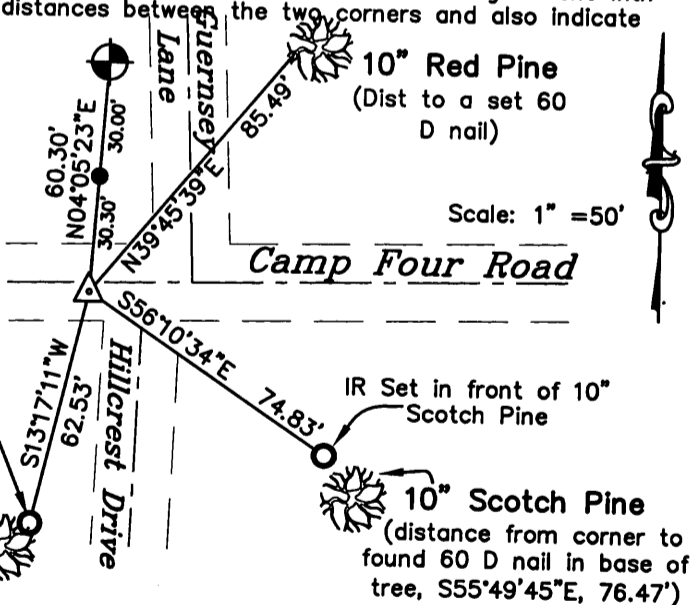 distances between the two corners and also indicate
Guernsey
Lane
10" Red Pine
(Dist to a set 60
D nail)
85.49'
N39°45'39"E
60.30'
N04°05'23"E
30.00'
30.30'
Scale: 1" =50'
Camp Four Road
S56°10'34"E
74.83'
S13°17'11"W
62.53'
Hillcrest Drive
IR Set in front of 10"
Scotch Pine
10" Scotch Pine
(distance from corner to
found 60 D nail in base of
tree, S55°49'45"E, 76.47')